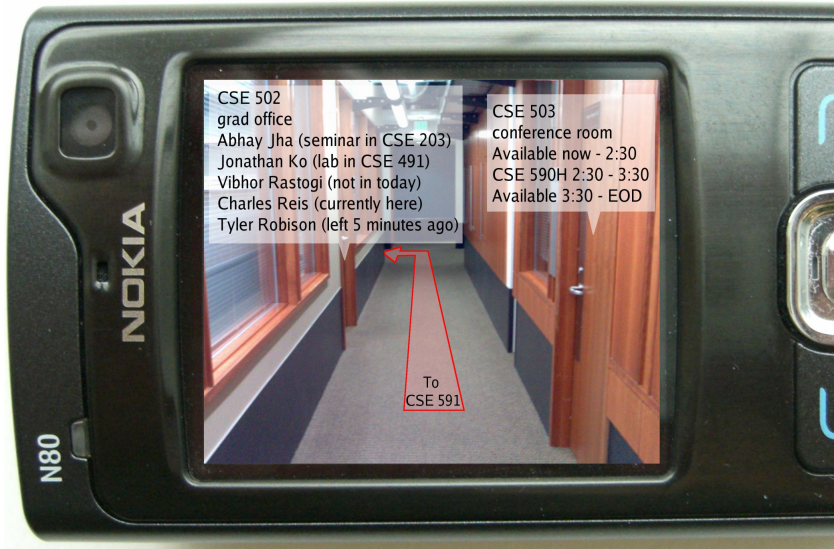 CSE 502
grad office
Abhay Jha (seminar in CSE 203)
Jonathan Ko (lab in CSE 491)
Vibhor Rastogi (not in today)
Charles Reis (currently here)
Tyler Robison (left 5 minutes ago)
CSE 503
conference room
Available now - 2:30
CSE 590H 2:30 - 3:30
Available 3:30 - EOD
To
CSE 591
NOKIA
N80